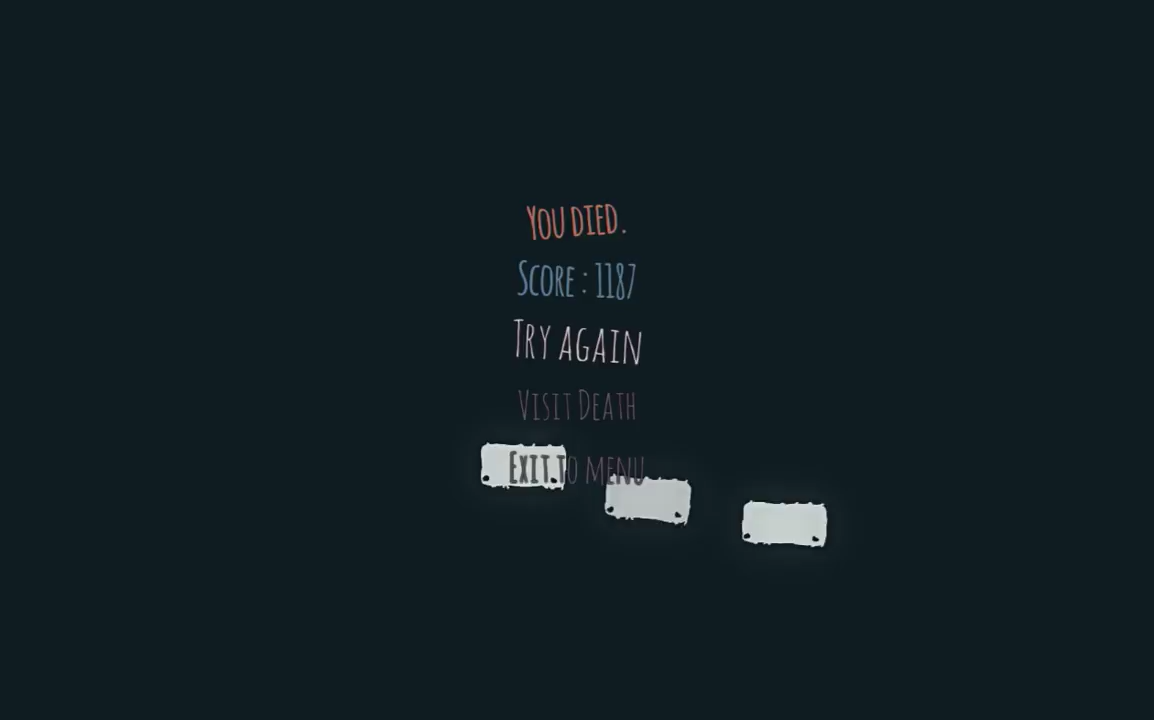 You died.
Score : 1187
Try again
Visit Death
Exit to menu